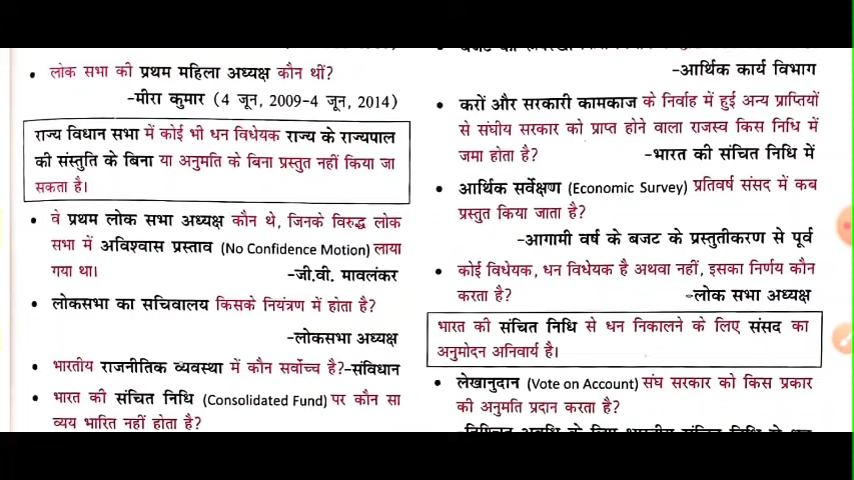 • लोक सभा की प्रथम महिला अध्यक्ष कौन थीं?
-मीरा कुमार (4 जून, 2009-4 जून, 2014)
राज्य विधान सभा में कोई भी धन विधेयक राज्य के राज्यपाल
की संस्तुति के बिना या अनुमति के बिना प्रस्तुत नहीं किया जा
सकता है।
• वे प्रथम लोक सभा अध्यक्ष कौन थे, जिनके विरुद्ध लोक
सभा में अविश्वास प्रस्ताव (No Confidence Motion) लाया
गया था। -जी.वी. मावलंकर
• लोकसभा का सचिवालय किसके नियंत्रण में होता है?
-लोकसभा अध्यक्ष
• भारतीय राजनीतिक व्यवस्था में कौन सर्वोच्च है?-संविधान
• भारत की संचित निधि (Consolidated Fund) पर कौन सा
व्यय भारित नहीं होता है?
-आर्थिक कार्य विभाग
• करों और सरकारी कामकाज के निर्वाह में हुई अन्य प्राप्तियों
से संघीय सरकार को प्राप्त होने वाला राजस्व किस निधि में
जमा होता है? -भारत की संचित निधि में
• आर्थिक सर्वेक्षण (Economic Survey) प्रतिवर्ष संसद में कब
प्रस्तुत किया जाता है?
-आगामी वर्ष के बजट के प्रस्तुतीकरण से पूर्व
• कोई विधेयक, धन विधेयक है अथवा नहीं, इसका निर्णय कौन
करता है? -लोक सभा अध्यक्ष
भारत की संचित निधि से धन निकालने के लिए संसद का
अनुमोदन अनिवार्य है।
• लेखानुदान (Vote on Account) संघ सरकार को किस प्रकार
की अनुमति प्रदान करता है?